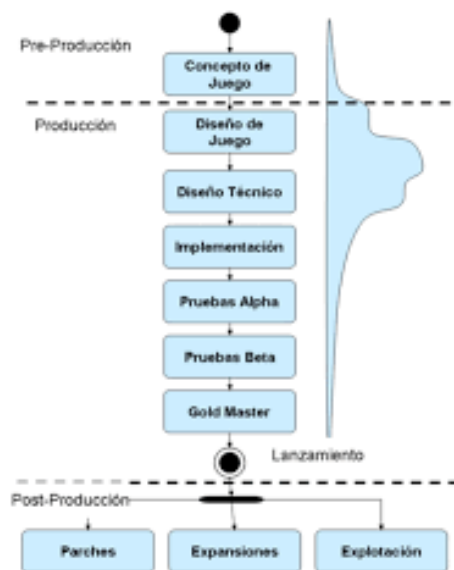 Pre-Producción
Concepto de
Juego
Producción
Diseño de
Juego
Diseño Técnico
Implementación
Pruebas Alpha
Pruebas Beta
Gold Master
Lanzamiento
Post-Producción
Parches
Expansiones
Explotación